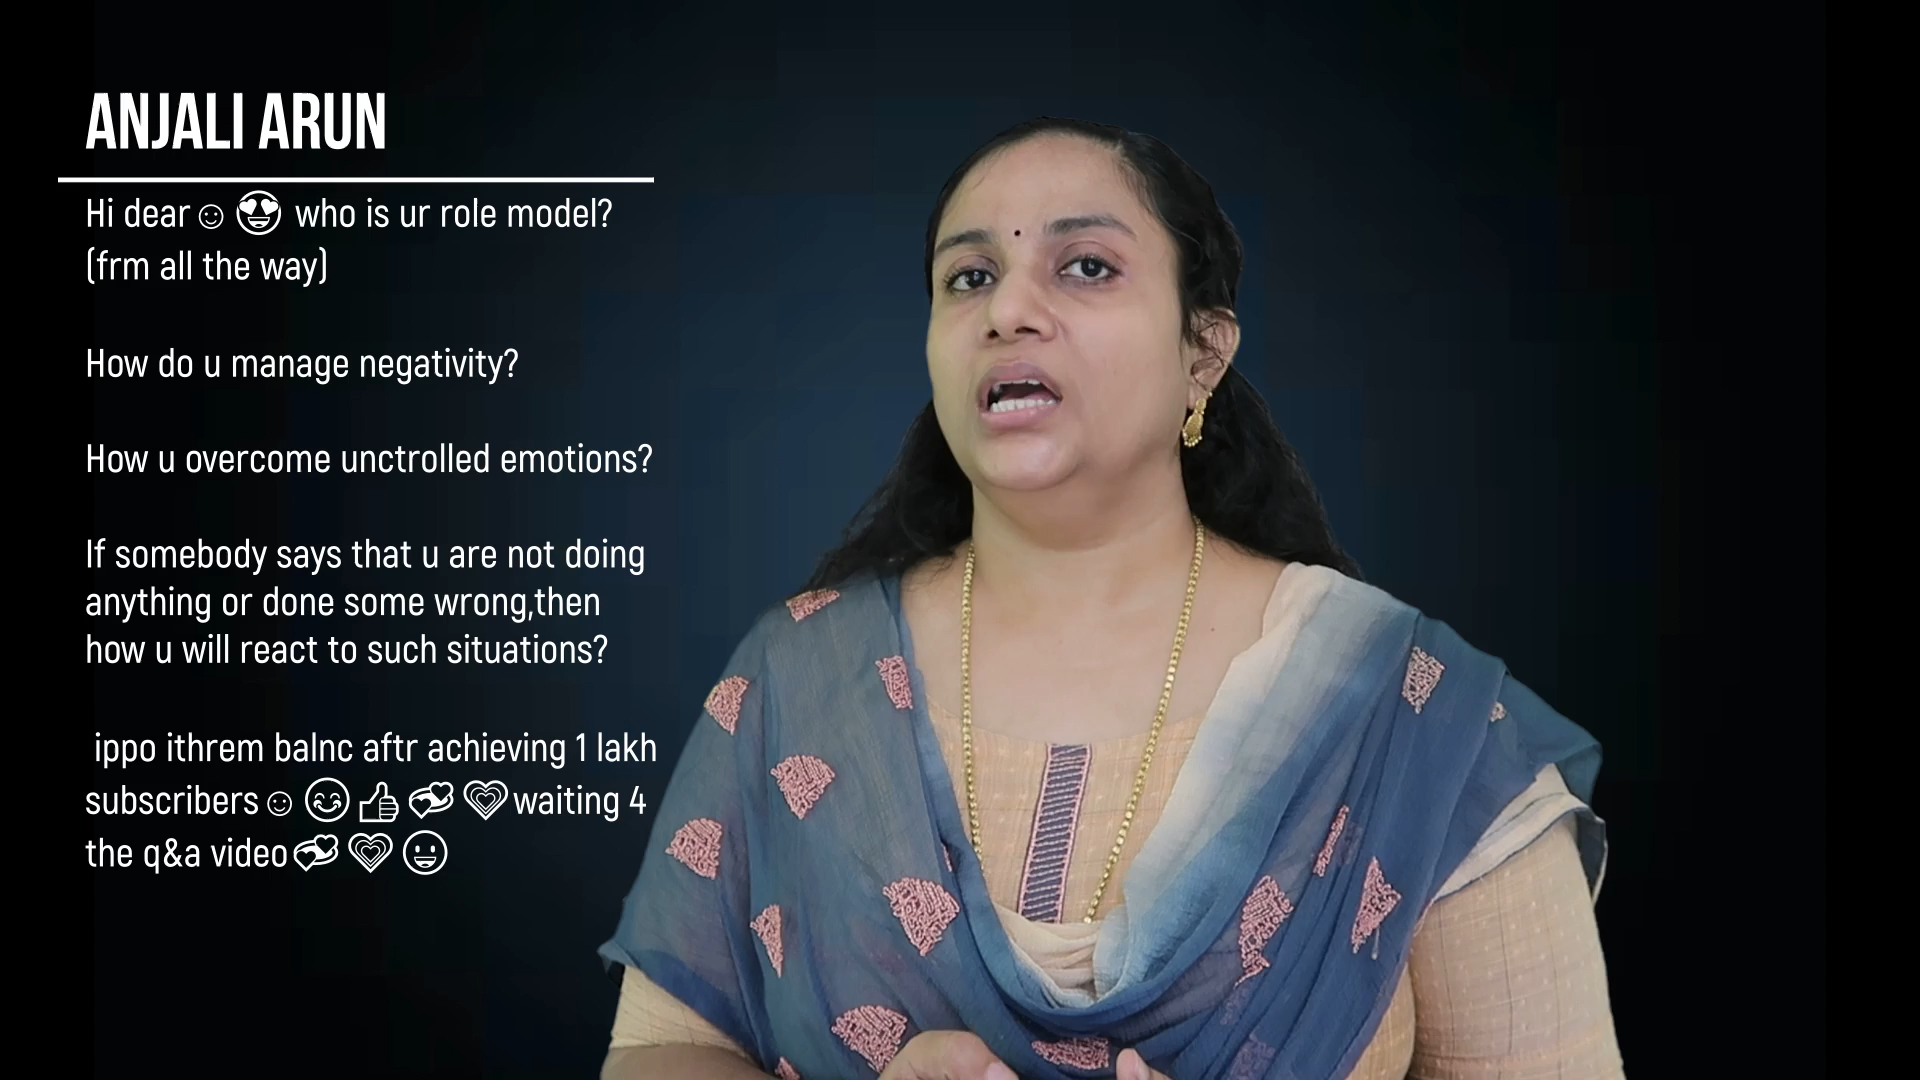 ANJALI ARUN
Hi dear☺😍 who is ur role model?
(frm all the way)
How do u manage negativity?
How u overcome unctrolled emotions?
If somebody says that u are not doing
anything or done some wrong,then
how u will react to such situations?
ippo ithrem balnc aftr achieving 1 lakh
subscribers☺😊👍💞💗waiting 4
the q&a video💞💗😃